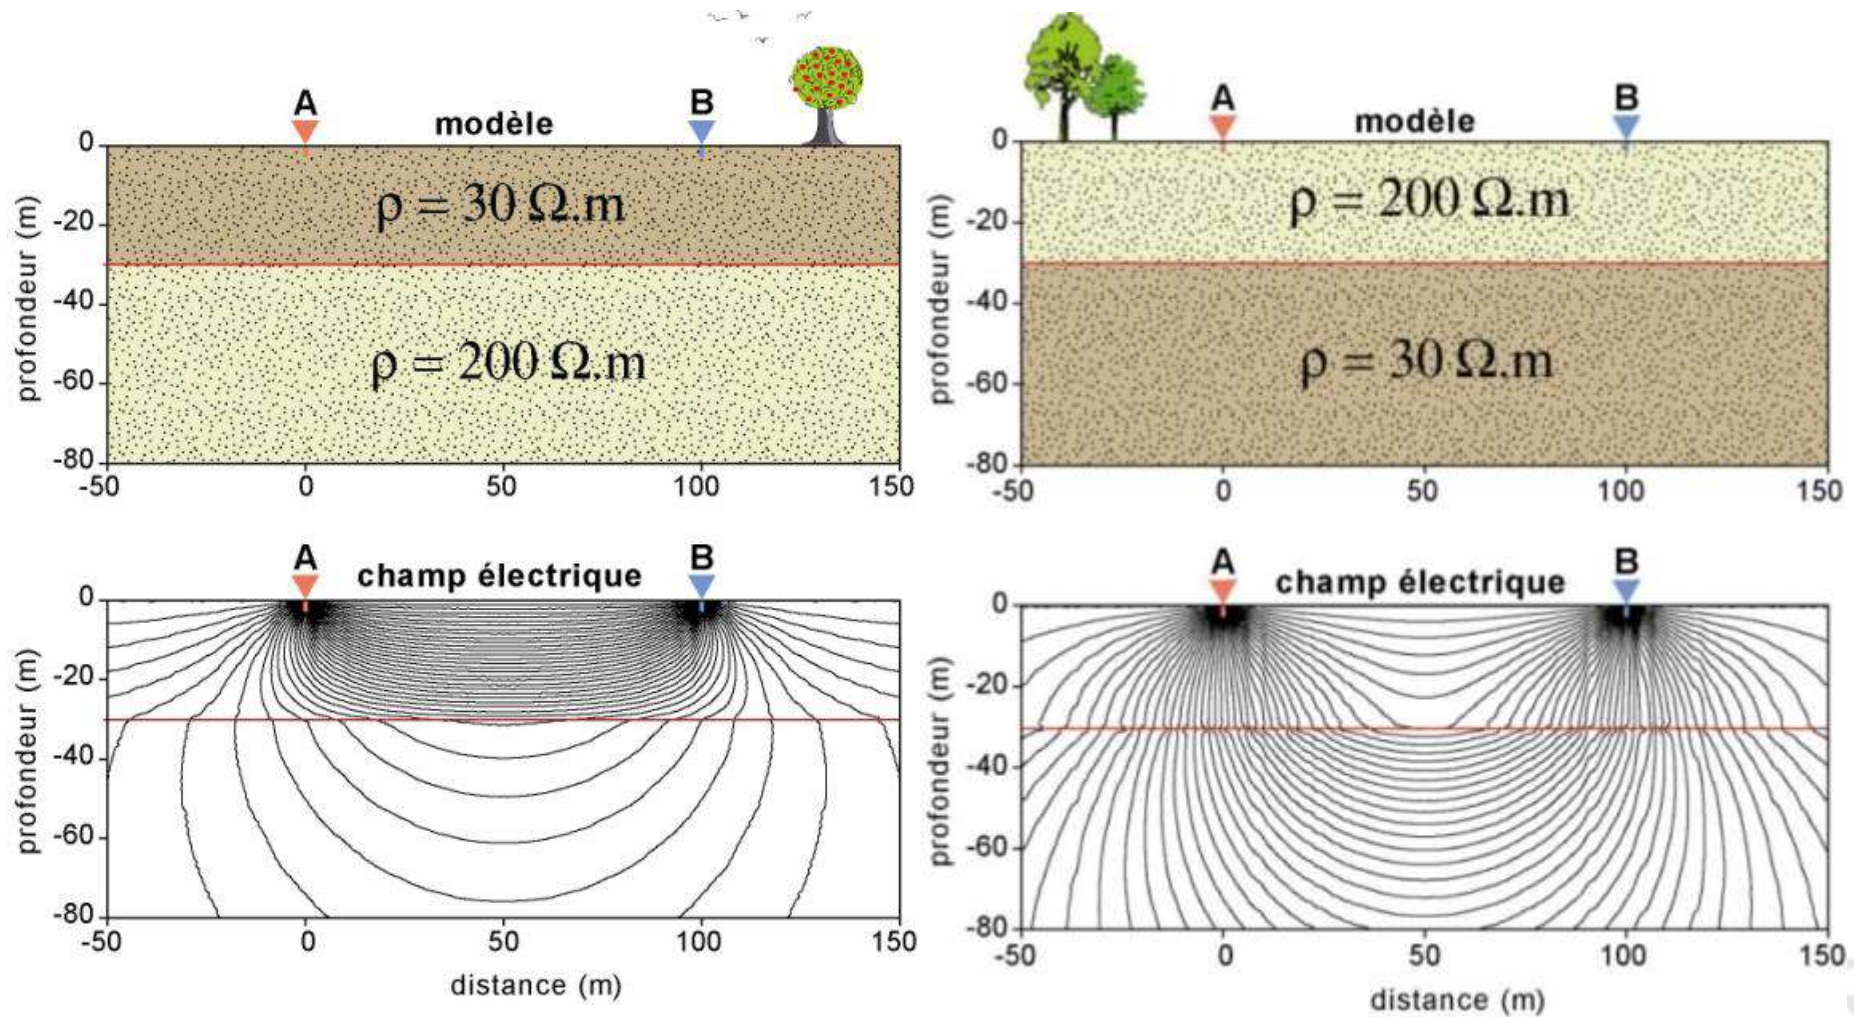 A
B
modèle
profondeur (m)
0
-20
-40
-60
-80
ρ = 30 Ω.m
ρ = 200 Ω.m
-50
0
50
100
150
A
B
modèle
profondeur (m)
0
-20
-40
-60
-80
ρ = 200 Ω.m
ρ = 30 Ω.m
-50
0
50
100
150
A
B
champ électrique
profondeur (m)
0
-20
-40
-60
-80
-50
0
50
100
150
distance (m)
A
B
champ électrique
profondeur (m)
0
-20
-40
-60
-80
-50
0
50
100
150
distance (m)